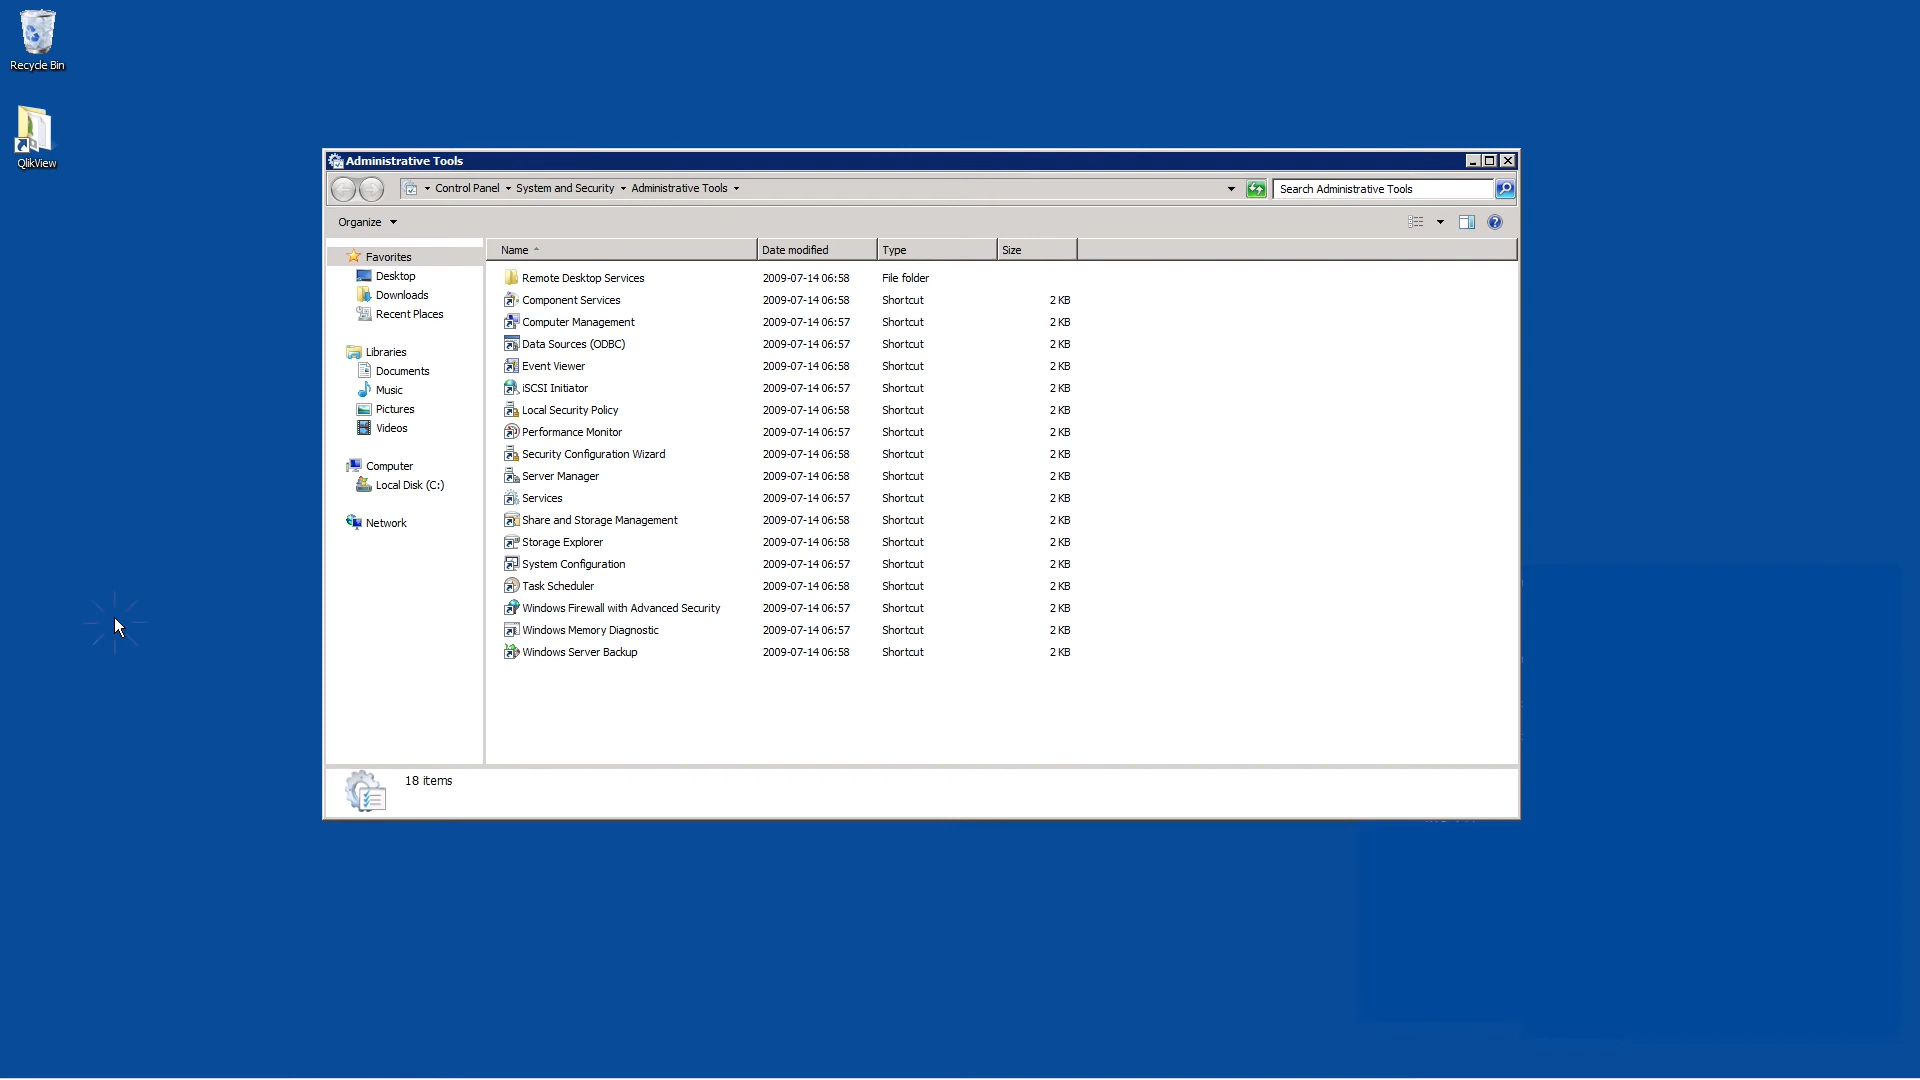 Recycle Bin
QlikView
Administrative Tools
Control Panel System and Security Administrative Tools
Search Administrative Tools
Organize
Favorites
Desktop
Downloads
Recent Places
Libraries
Documents
Music
Pictures
Videos
Computer
Local Disk (C:)
Network
Name Date modified Type Size
Remote Desktop Services 2009-07-14 06:58 File folder
Component Services 2009-07-14 06:58 Shortcut 2 KB
Computer Management 2009-07-14 06:57 Shortcut 2 KB
Data Sources (ODBC) 2009-07-14 06:57 Shortcut 2 KB
Event Viewer 2009-07-14 06:58 Shortcut 2 KB
iSCSI Initiator 2009-07-14 06:57 Shortcut 2 KB
Local Security Policy 2009-07-14 06:58 Shortcut 2 KB
Performance Monitor 2009-07-14 06:57 Shortcut 2 KB
Security Configuration Wizard 2009-07-14 06:58 Shortcut 2 KB
Server Manager 2009-07-14 06:58 Shortcut 2 KB
Services 2009-07-14 06:57 Shortcut 2 KB
Share and Storage Management 2009-07-14 06:58 Shortcut 2 KB
Storage Explorer 2009-07-14 06:58 Shortcut 2 KB
System Configuration 2009-07-14 06:57 Shortcut 2 KB
Task Scheduler 2009-07-14 06:58 Shortcut 2 KB
Windows Firewall with Advanced Security 2009-07-14 06:57 Shortcut 2 KB
Windows Memory Diagnostic 2009-07-14 06:57 Shortcut 2 KB
Windows Server Backup 2009-07-14 06:58 Shortcut 2 KB
18 items